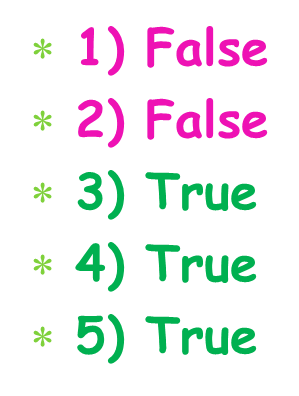 * 1) False
* 2) False
* 3) True
* 4) True
* 5) True